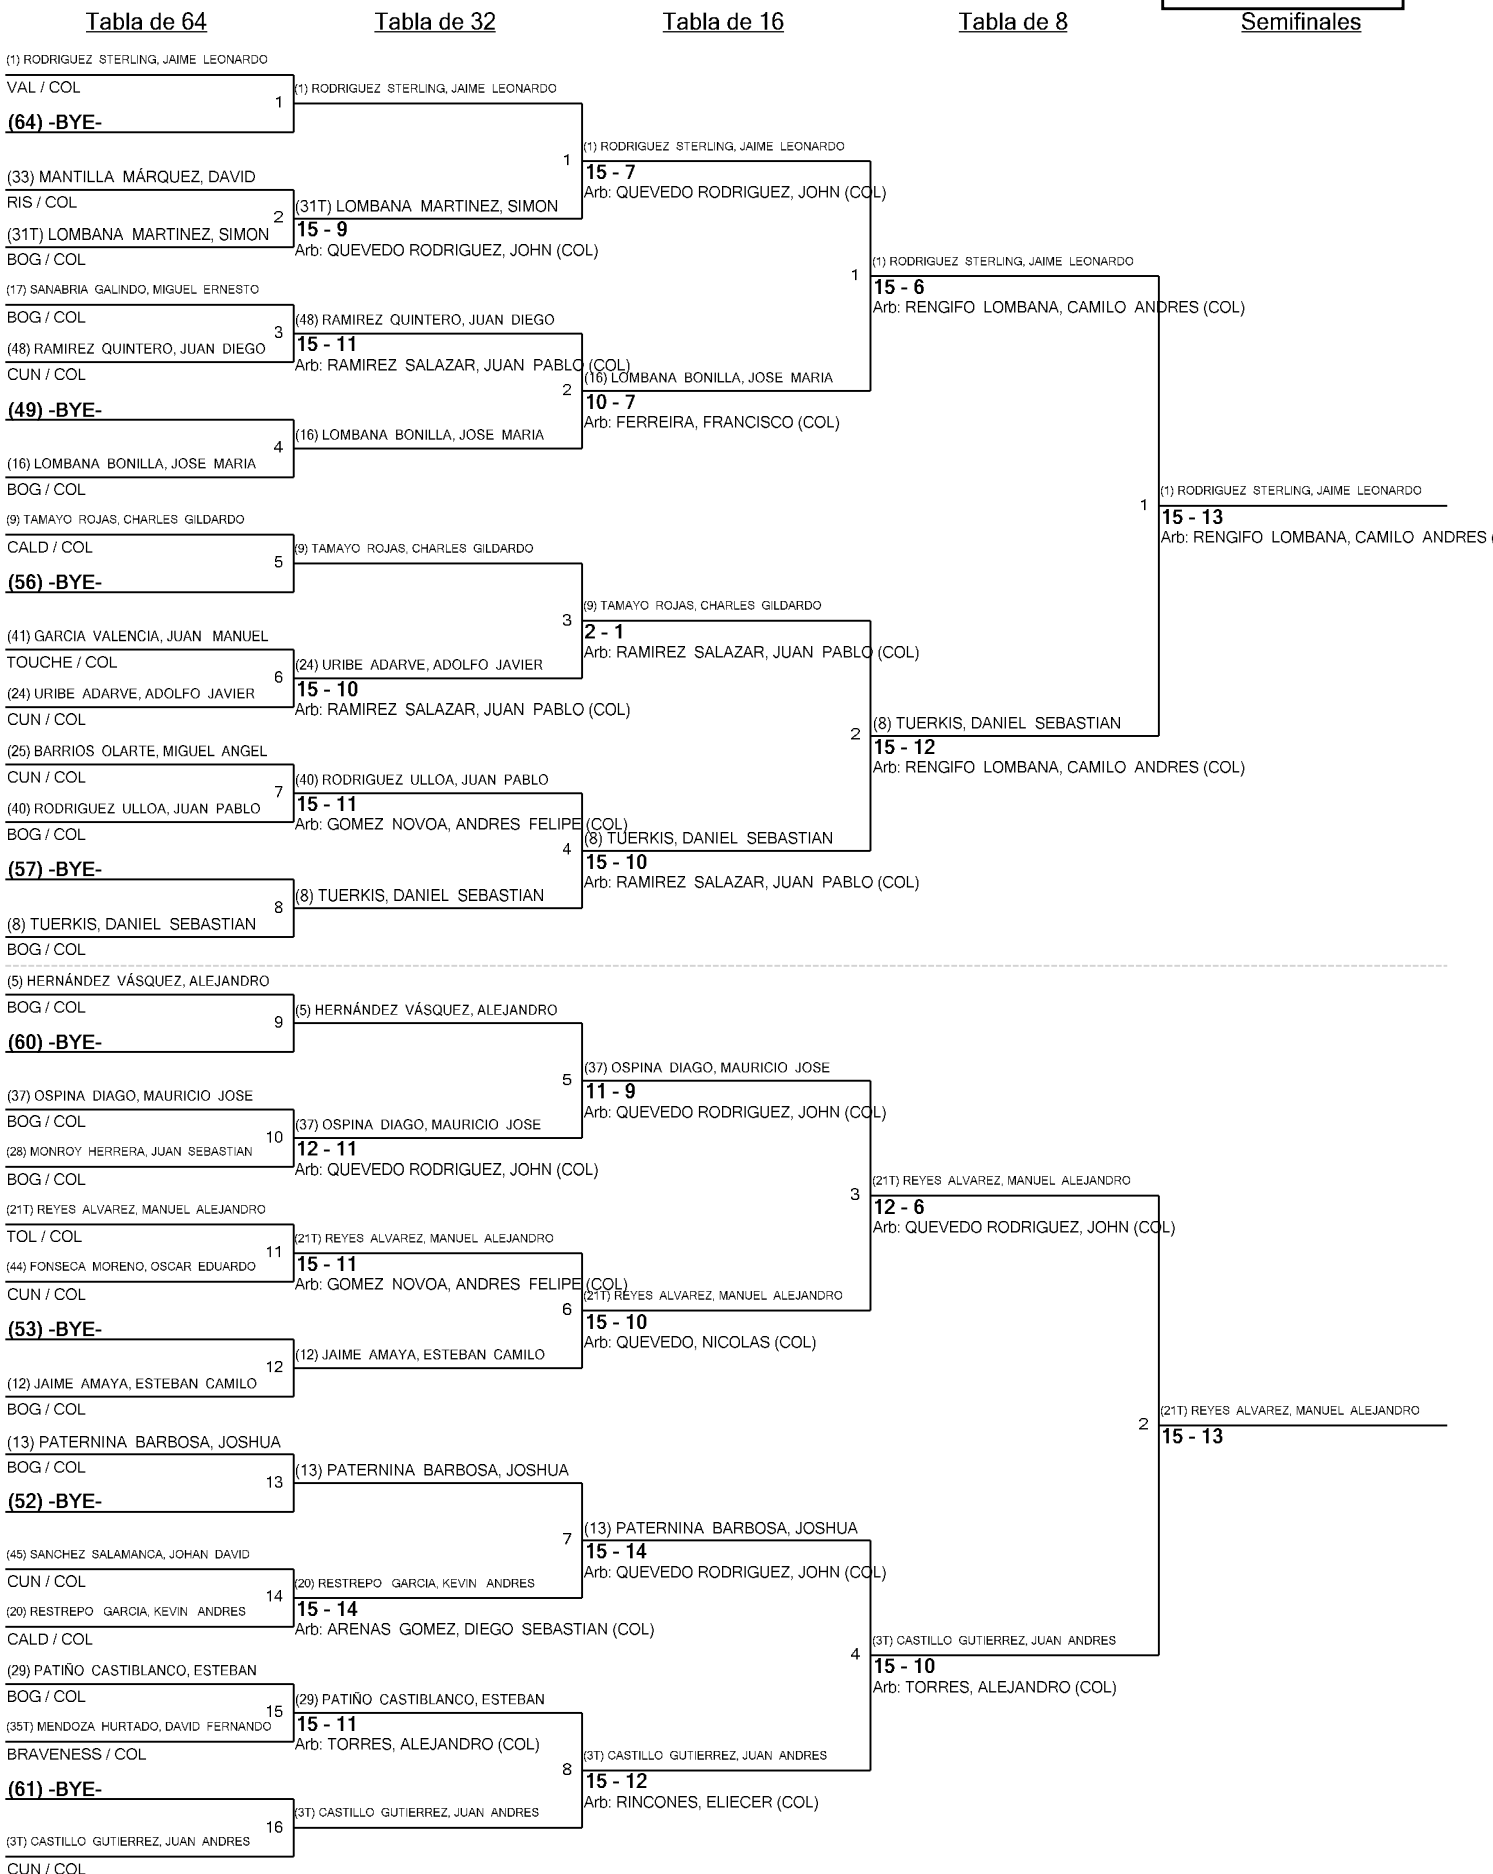 Tabla de 64
Tabla de 32
Tabla de 16
Tabla de 8
Semifinales
(1) RODRIGUEZ STERLING, JAIME LEONARDO
VAL / COL
1
(64) -BYE-
(33) MANTILLA MÁRQUEZ, DAVID
RIS / COL
2
(31T) LOMBANA MARTINEZ, SIMON
BOG / COL
(17) SANABRIA GALINDO, MIGUEL ERNESTO
BOG / COL
3
(48) RAMIREZ QUINTERO, JUAN DIEGO
CUN / COL
(49) -BYE-
4
(16) LOMBANA BONILLA, JOSE MARIA
BOG / COL
(9) TAMAYO ROJAS, CHARLES GILDARDO
CALD / COL
5
(56) -BYE-
(41) GARCIA VALENCIA, JUAN MANUEL
TOUCHE / COL
6
(24) URIBE ADARVE, ADOLFO JAVIER
CUN / COL
(25) BARRIOS OLARTE, MIGUEL ANGEL
CUN / COL
7
(40) RODRIGUEZ ULLOA, JUAN PABLO
BOG / COL
(57) -BYE-
8
(8) TUERKIS, DANIEL SEBASTIAN
BOG / COL
(5) HERNÁNDEZ VÁSQUEZ, ALEJANDRO
BOG / COL
9
(60) -BYE-
(37) OSPINA DIAGO, MAURICIO JOSE
BOG / COL
10
(28) MONROY HERRERA, JUAN SEBASTIAN
BOG / COL
(21T) REYES ALVAREZ, MANUEL ALEJANDRO
TOL / COL
11
(44) FONSECA MORENO, OSCAR EDUARDO
CUN / COL
(53) -BYE-
12
(12) JAIME AMAYA, ESTEBAN CAMILO
BOG / COL
(13) PATERNINA BARBOSA, JOSHUA
BOG / COL
13
(52) -BYE-
(45) SANCHEZ SALAMANCA, JOHAN DAVID
CUN / COL
14
(20) RESTREPO GARCIA, KEVIN ANDRES
CALD / COL
(29) PATIÑO CASTIBLANCO, ESTEBAN
BOG / COL
15
(35T) MENDOZA HURTADO, DAVID FERNANDO
BRAVENESS / COL
(61) -BYE-
16
(3T) CASTILLO GUTIERREZ, JUAN ANDRES
CUN / COL
(1) RODRIGUEZ STERLING, JAIME LEONARDO
1
(31T) LOMBANA MARTINEZ, SIMON
15 - 9
Arb: QUEVEDO RODRIGUEZ, JOHN (COL)
(48) RAMIREZ QUINTERO, JUAN DIEGO
15 - 11
Arb: RAMIREZ SALAZAR, JUAN PABLO (COL)
2
(16) LOMBANA BONILLA, JOSE MARIA
(9) TAMAYO ROJAS, CHARLES GILDARDO
3
(24) URIBE ADARVE, ADOLFO JAVIER
15 - 10
Arb: RAMIREZ SALAZAR, JUAN PABLO (COL)
(40) RODRIGUEZ ULLOA, JUAN PABLO
15 - 11
Arb: GOMEZ NOVOA, ANDRES FELIPE (COL)
4
(8) TUERKIS, DANIEL SEBASTIAN
(5) HERNÁNDEZ VÁSQUEZ, ALEJANDRO
5
(37) OSPINA DIAGO, MAURICIO JOSE
12 - 11
Arb: QUEVEDO RODRIGUEZ, JOHN (COL)
(21T) REYES ALVAREZ, MANUEL ALEJANDRO
15 - 11
Arb: GOMEZ NOVOA, ANDRES FELIPE (COL)
6
(12) JAIME AMAYA, ESTEBAN CAMILO
(13) PATERNINA BARBOSA, JOSHUA
7
(20) RESTREPO GARCIA, KEVIN ANDRES
15 - 14
Arb: ARENAS GOMEZ, DIEGO SEBASTIAN (COL)
(29) PATIÑO CASTIBLANCO, ESTEBAN
15 - 11
Arb: TORRES, ALEJANDRO (COL)
8
(3T) CASTILLO GUTIERREZ, JUAN ANDRES
(1) RODRIGUEZ STERLING, JAIME LEONARDO
15 - 7
Arb: QUEVEDO RODRIGUEZ, JOHN (COL)
1
(16) LOMBANA BONILLA, JOSE MARIA
10 - 7
Arb: FERREIRA, FRANCISCO (COL)
(9) TAMAYO ROJAS, CHARLES GILDARDO
2 - 1
Arb: RAMIREZ SALAZAR, JUAN PABLO (COL)
2
(8) TUERKIS, DANIEL SEBASTIAN
15 - 10
Arb: RAMIREZ SALAZAR, JUAN PABLO (COL)
(37) OSPINA DIAGO, MAURICIO JOSE
11 - 9
Arb: QUEVEDO RODRIGUEZ, JOHN (COL)
3
(21T) REYES ALVAREZ, MANUEL ALEJANDRO
15 - 10
Arb: QUEVEDO, NICOLAS (COL)
(13) PATERNINA BARBOSA, JOSHUA
15 - 14
Arb: QUEVEDO RODRIGUEZ, JOHN (COL)
4
(3T) CASTILLO GUTIERREZ, JUAN ANDRES
15 - 12
Arb: RINCONES, ELIECER (COL)
(1) RODRIGUEZ STERLING, JAIME LEONARDO
15 - 6
Arb: RENGIFO LOMBANA, CAMILO ANDRES (COL)
1
(8) TUERKIS, DANIEL SEBASTIAN
15 - 12
Arb: RENGIFO LOMBANA, CAMILO ANDRES (COL)
(21T) REYES ALVAREZ, MANUEL ALEJANDRO
12 - 6
Arb: QUEVEDO RODRIGUEZ, JOHN (COL)
2
(3T) CASTILLO GUTIERREZ, JUAN ANDRES
15 - 10
Arb: TORRES, ALEJANDRO (COL)
(1) RODRIGUEZ STERLING, JAIME LEONARDO
15 - 13
Arb: RENGIFO LOMBANA, CAMILO ANDRES (
(21T) REYES ALVAREZ, MANUEL ALEJANDRO
15 - 13